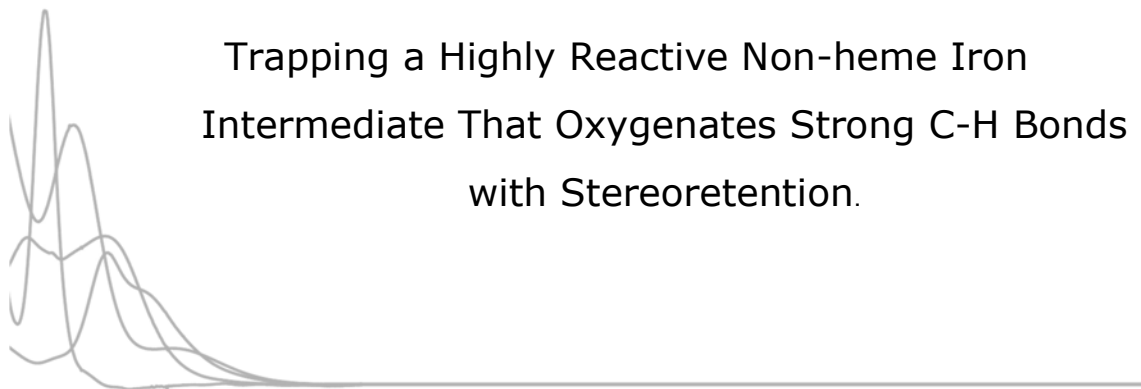 Trapping a Highly Reactive Non-heme Iron
Intermediate That Oxygenates Strong C-H Bonds
with Stereoretention.